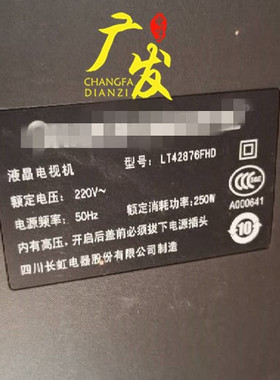 广发
CHANGFA
DIANZI
液晶电视机
型号: LT42876FHD
额定电压: 220V~
电源频率: 50Hz
额定消耗功率: 250W
内有高压，开启后盖前必须拔下电源插头
四川长虹电器股份有限公司制造
CCC
A000641
10